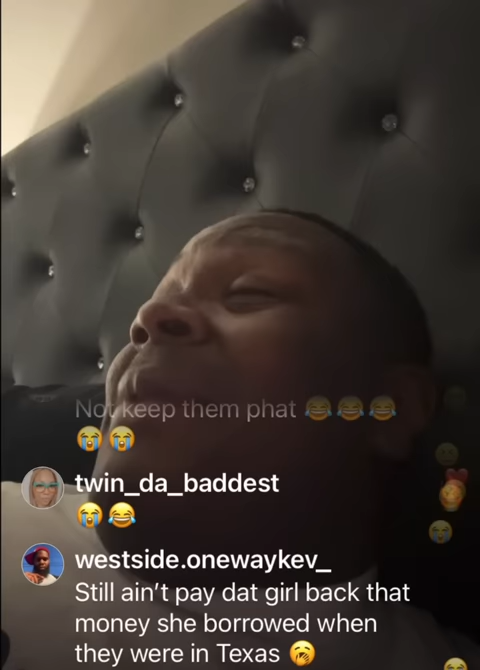 Not keep them phat 😂😂😂
😭😭
twin_da_baddest
😭😂
westside.onewaykev_
Still ain’t pay dat girl back that
money she borrowed when
they were in Texas 🥱